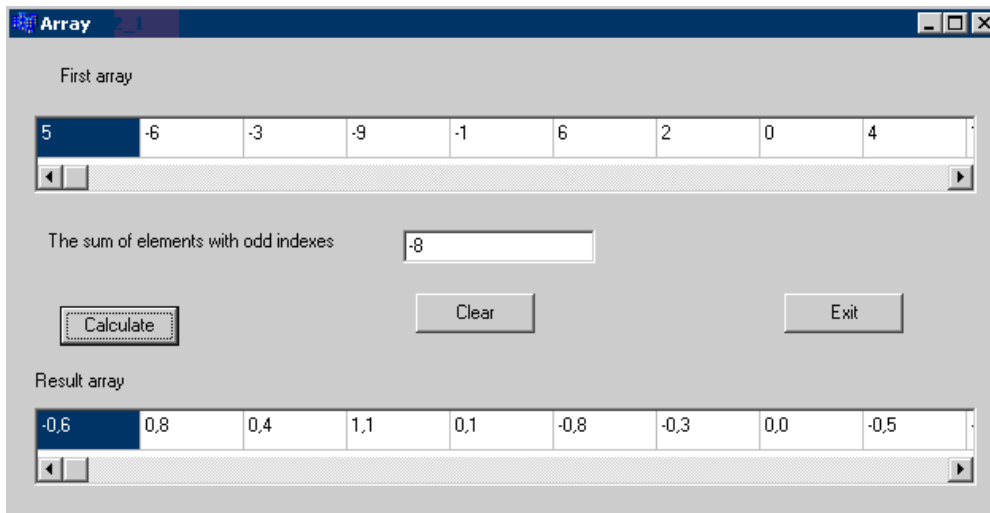 Array 2_1
First array
5 -6 -3 -9 -1 6 2 0 4
The sum of elements with odd indexes -8
Calculate Clear Exit
Result array
-0,6 0,8 0,4 1,1 0,1 -0,8 -0,3 0,0 -0,5